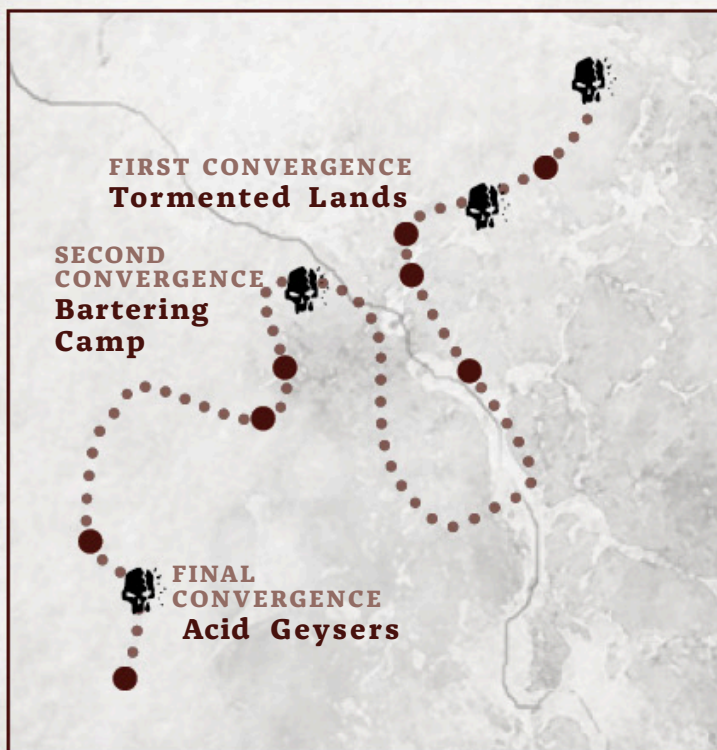 FIRST CONVERGENCE
Tormented Lands
SECOND
CONVERGENCE
Bartering
Camp
FINAL
CONVERGENCE
Acid Geysers